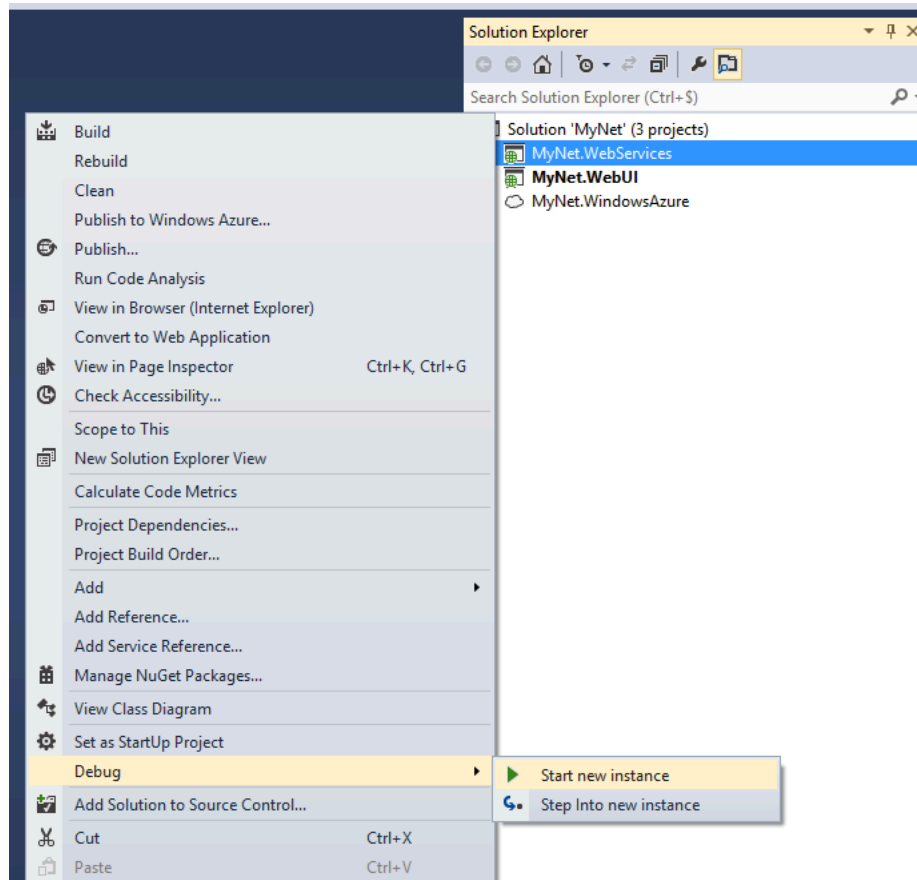 Solution Explorer
Search Solution Explorer (Ctrl+$)
Solution 'MyNet' (3 projects)
MyNet.WebServices
MyNet.WebUI
MyNet.WindowsAzure
Build
Rebuild
Clean
Publish to Windows Azure...
Publish...
Run Code Analysis
View in Browser (Internet Explorer)
Convert to Web Application
View in Page Inspector Ctrl+K, Ctrl+G
Check Accessibility...
Scope to This
New Solution Explorer View
Calculate Code Metrics
Project Dependencies...
Project Build Order...
Add
Add Reference...
Add Service Reference...
Manage NuGet Packages...
View Class Diagram
Set as StartUp Project
Debug
Start new instance
Step Into new instance
Add Solution to Source Control...
Cut Ctrl+X
Paste Ctrl+V